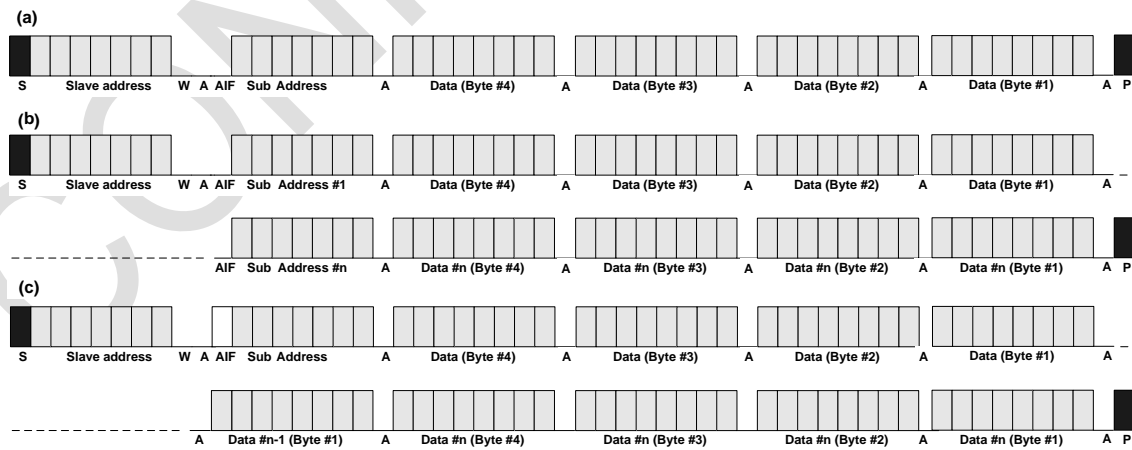 (a)
S Slave address W A AIF Sub Address A Data (Byte #4) A Data (Byte #3) A Data (Byte #2) A Data (Byte #1) A P
(b)
S Slave address W A AIF Sub Address #1 A Data (Byte #4) A Data (Byte #3) A Data (Byte #2) A Data (Byte #1) A
AIF Sub Address #n A Data #n (Byte #4) A Data #n (Byte #3) A Data #n (Byte #2) A Data #n (Byte #1) A P
(c)
S Slave address W A AIF Sub Address A Data (Byte #4) A Data (Byte #3) A Data (Byte #2) A Data (Byte #1) A
A Data #n-1 (Byte #1) A Data #n (Byte #4) Data #n (Byte #3) Data #n (Byte #2) A Data #n (Byte #1) A P